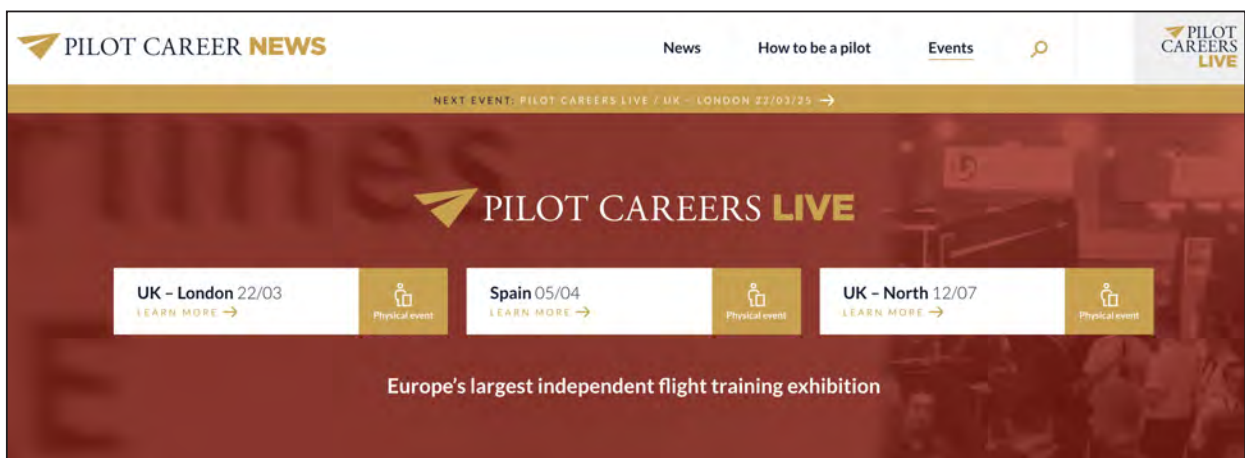 PILOT CAREER NEWS
News How to be a pilot Events
PILOT
CAREERS
LIVE
NEXT EVENT: PILOT CAREERS LIVE / UK – LONDON 22/03/25 →
rlines
E
PILOT CAREERS LIVE
UK – London 22/03
LEARN MORE →
Physical event
Spain 05/04
LEARN MORE →
Physical event
UK – North 12/07
LEARN MORE →
Physical event
Europe's largest independent flight training exhibition